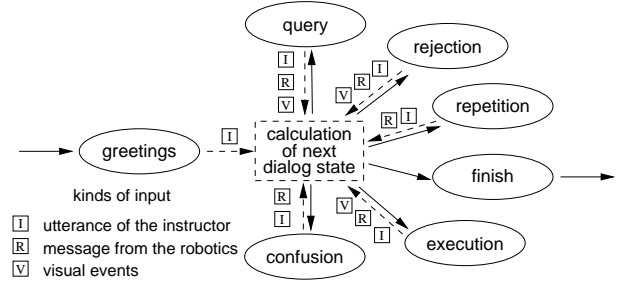 query
I
R
V
rejection
I
R
V
repetition
R I
I
greetings
calculation
of next
dialog state
finish
kinds of input
I utterance of the instructor
R message from the robotics
V visual events
R
I
confusion
V
R
I
execution